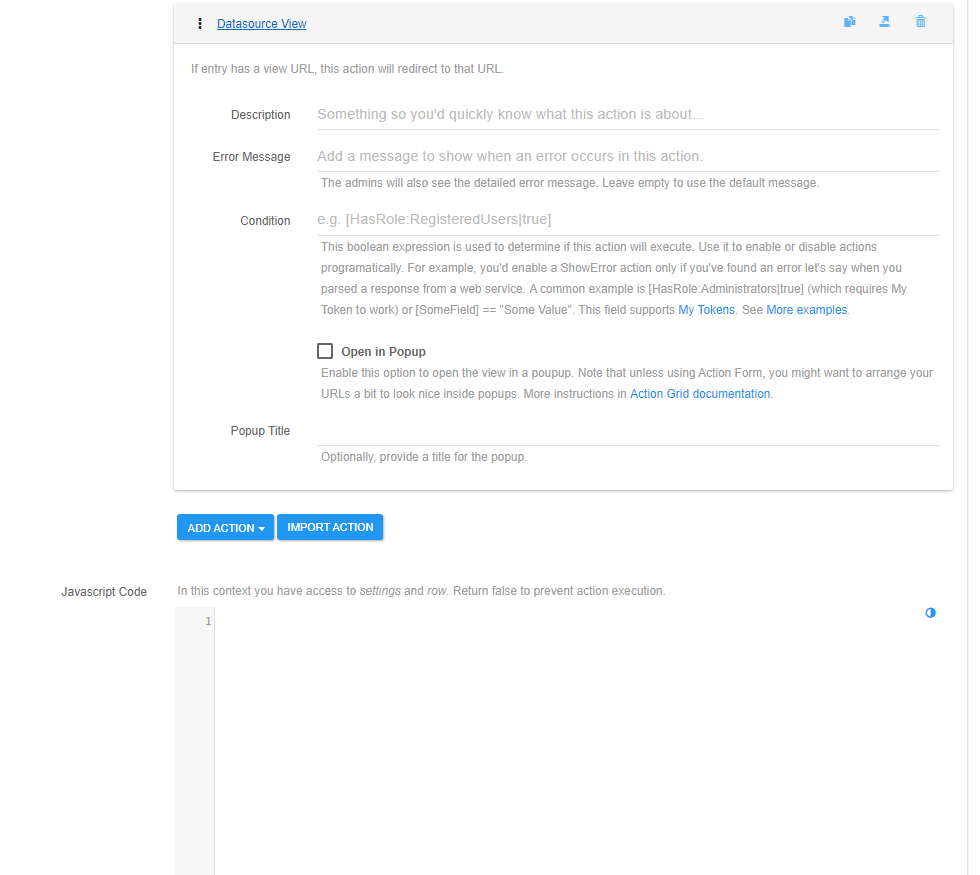 Datasource View
If entry has a view URL, this action will redirect to that URL.
Description
Something so you'd quickly know what this action is about...
Error Message
Add a message to show when an error occurs in this action.
The admins will also see the detailed error message. Leave empty to use the default message.
Condition
e.g. [HasRole:RegisteredUsers|true]
This boolean expression is used to determine if this action will execute. Use it to enable or disable actions
programatically. For example, you'd enable a ShowError action only if you've found an error let's say when you
parsed a response from a web service. A common example is [HasRole:Administrators|true] (which requires My
Token to work) or [SomeField] == "Some Value". This field supports My Tokens. See More examples.
Open in Popup
Enable this option to open the view in a poupup. Note that unless using Action Form, you might want to arrange your
URLs a bit to look nice inside popups. More instructions in Action Grid documentation.
Popup Title
Optionally, provide a title for the popup.
ADD ACTION
IMPORT ACTION
Javascript Code
In this context you have access to settings and row. Return false to prevent action execution.
1